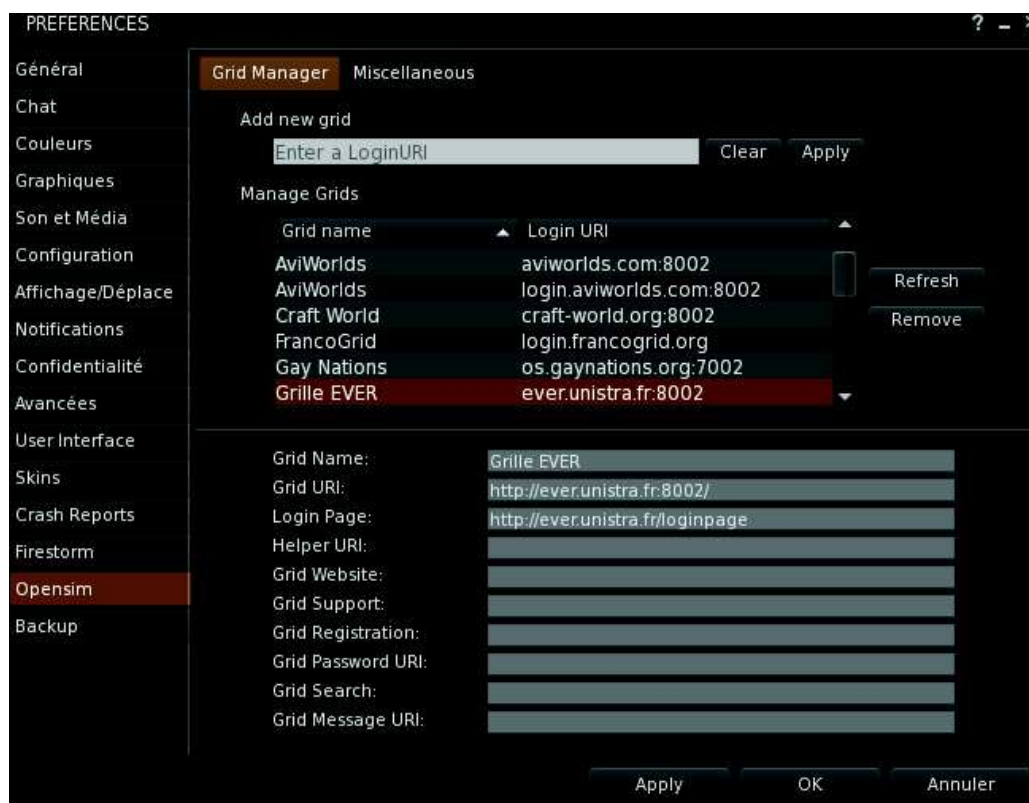 PREFERENCES ? –
Général
Chat
Couleurs
Graphiques
Son et Média
Configuration
Affichage/Déplace
Notifications
Confidentialité
Avancées
User Interface
Skins
Crash Reports
Firestorm
Opensim
Backup
Grid Manager Miscellaneous
Add new grid
Enter a LoginURI Clear Apply
Manage Grids
Grid name Login URI
AviWorlds aviworlds.com:8002
AviWorlds login.aviworlds.com:8002
Craft World craft-world.org:8002
FrancoGrid login.francogrid.org
Gay Nations os.gaynations.org:7002
Grille EVER ever.unistra.fr:8002
Refresh
Remove
Grid Name: Grille EVER
Grid URI: http://ever.unistra.fr:8002/
Login Page: http://ever.unistra.fr/loginpage
Helper URI:
Grid Website:
Grid Support:
Grid Registration:
Grid Password URI:
Grid Search:
Grid Message URI:
Apply OK Annuler